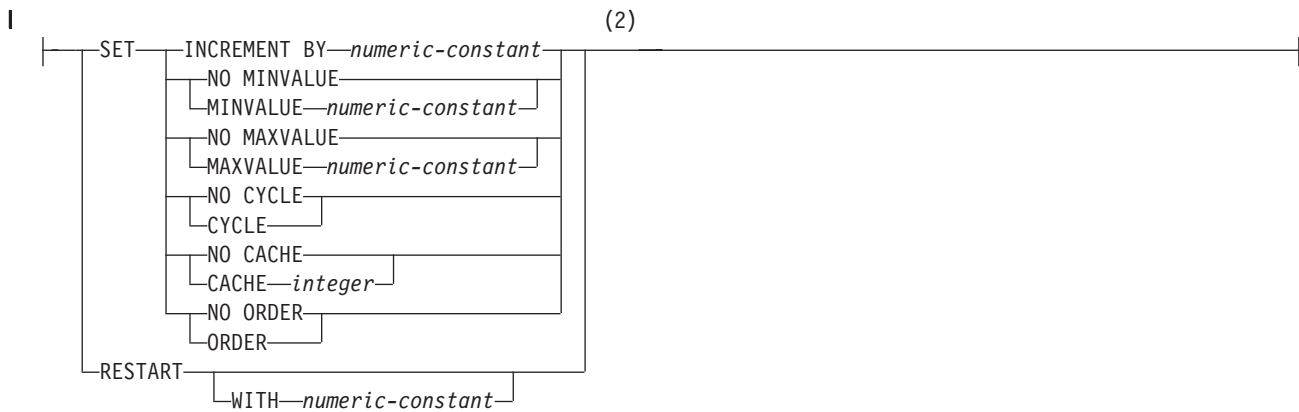 (2)
SET INCREMENT BY numeric-constant
NO MINVALUE
MINVALUE numeric-constant
NO MAXVALUE
MAXVALUE numeric-constant
NO CYCLE
CYCLE
NO CACHE
CACHE integer
NO ORDER
ORDER
RESTART
WITH numeric-constant